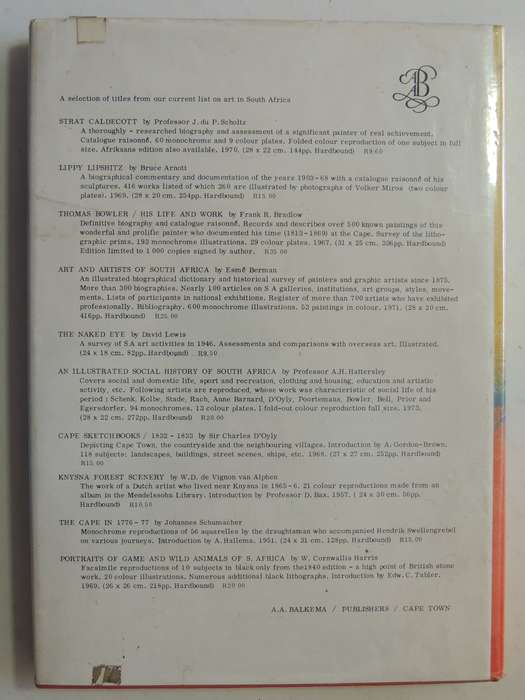 AB
A selection of titles from our current list on art in South Africa
STRAT CALDECOTT by Professor J. du P. Scholtz
A thoroughly - researched biography and assessment of a significant painter of real achievement.
Catalogue raisonné. 60 monochrome and 9 colour plates. Folded colour reproduction of one subject in full
size. Afrikaans edition also available. 1970. (28 x 22 cm. 144pp. Hardbound) R9.60
LIPPY LIPSHITZ by Bruce Arnott
A biographical commentary and documentation of the years 1903-68 with a catalogue raisonné of his
sculptures. 416 works listed of which 260 are illustrated by photographs of Volker Miros (two colour
plates). 1969. (28 x 20 cm. 254pp. Hardbound) R15.00
THOMAS BOWLER / HIS LIFE AND WORK by Frank R. Bradlow
Definitive biography and catalogue raisonné. Records and describes over 500 known paintings of this
wonderful and prolific painter who documented his time (1813-1869) at the Cape. Survey of the litho-
graphic prints. 193 monochrome illustrations. 29 colour plates. 1967. (31 x 25 cm. 306pp. Hardbound)
Edition limited to 1000 copies signed by author. R35.00
ART AND ARTISTS OF SOUTH AFRICA by Esmé Berman
An illustrated biographical dictionary and historical survey of painters and graphic artists since 1875.
More than 300 biographies. Nearly 100 articles on S A galleries, institutions, art groups, styles, move-
ments. Lists of participants in national exhibitions. Register of more than 700 artists who have exhibited
professionally. Bibliography. 600 monochrome illustrations. 52 paintings in colour. 1971. (28 x 20 cm.
416pp. Hardbound) R25.00
THE NAKED EYE by David Lewis
A survey of S.A art activities in 1946. Assessments and comparisons with overseas art. Illustrated.
(24 x 18 cm. 82pp. Hardbound) R9.50
AN ILLUSTRATED SOCIAL HISTORY OF SOUTH AFRICA by Professor A.H. Hattersley
Covers social and domestic life, sport and recreation, clothing and housing, education and artistic
activity, etc. Following artists are reproduced, whose work was characteristic of social life of his
period : Schenk, Kolbe, Stade, Rach, Anne Barnard, D'Oyly, Poortemans, Bowler, Bell, Prior and
Egersdorfer. 94 monochromes. 13 colour plates. 1 fold-out colour reproduction full size. 1973.
(28 x 22 cm. 272pp. Hardbound) R20.00
CAPE SKETCHBOOKS / 1832 - 1833 by Sir Charles D'Oyly
Depicting Cape Town, the countryside and the neighbouring villages. Introduction by A. Gordon-Brown.
118 subjects: landscapes, buildings, street scenes, ships, etc. 1968. (27 x 27 cm. 252pp. Hardbound)
R15.00
KNYSNA FOREST SCENERY by W.D. de Vignon van Alphen
The work of a Dutch artist who lived near Knysna in 1865-6. 21 colour reproductions made from an
album in the Mendelssohn Library. Introduction by Professor D. Bax. 1957. ( 24 x 30 cm. 56pp.
Hardbound) R10.50
THE CAPE IN 1776-77 by Johannes Schumacher
Monochrome reproductions of 56 aquarelles by the draughtsman who accompanied Hendrik Swellengrebel
on various journeys. Introduction by A. Hallema. 1951. (24 x 31 cm. 128pp. Hardbound) R15.00
PORTRAITS OF GAME AND WILD ANIMALS OF S. AFRICA by W. Cornwallis Harris
Facsimile reproductions of 10 subjects in black only from the 1840 edition - a high point of British stone
work. 20 colour illustrations. Numerous additional black lithographs. Introduction by Edw. C. Tabler.
1969. (26 x 26 cm. 218pp. Hardbound) R20.00
A.A. BALKEMA / PUBLISHERS / CAPE TOWN